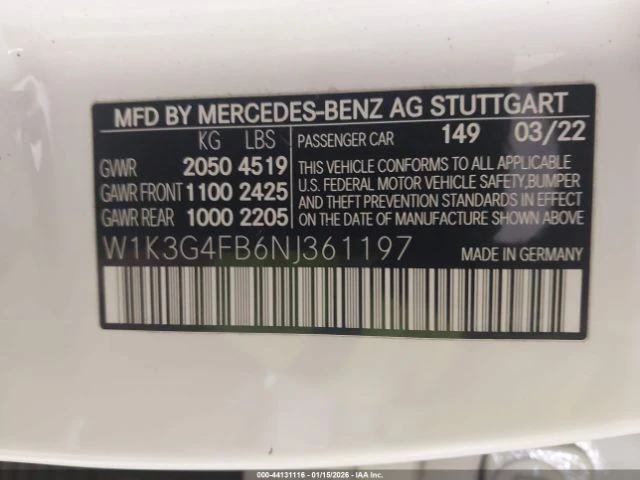 MFD BY MERCEDES-BENZ AG STUTTGART
KG LBS
PASSENGER CAR 149 03/22
GVWR 2050 4519
GAWR FRONT 1100 2425
GAWR REAR 1000 2205
THIS VEHICLE CONFORMS TO ALL APPLICABLE
U.S. FEDERAL MOTOR VEHICLE SAFETY,BUMPER
AND THEFT PREVENTION STANDARDS IN EFFECT
ON THE DATE OF MANUFACTURE SHOWN ABOVE
W1K3G4FB6NJ361197
MADE IN GERMANY
000-44131116 - 01/15/2026 - IAA Inc.